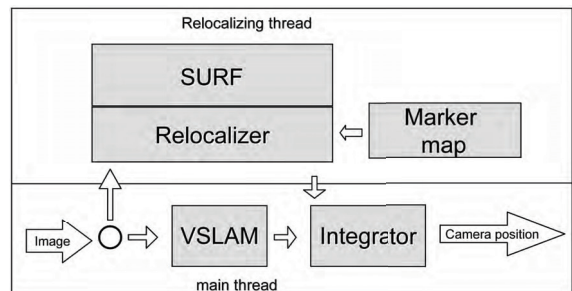 Relocalizing thread
SURF
Relocalizer
Marker
map
Image
VSLAM
Integrator
Camera position
main thread